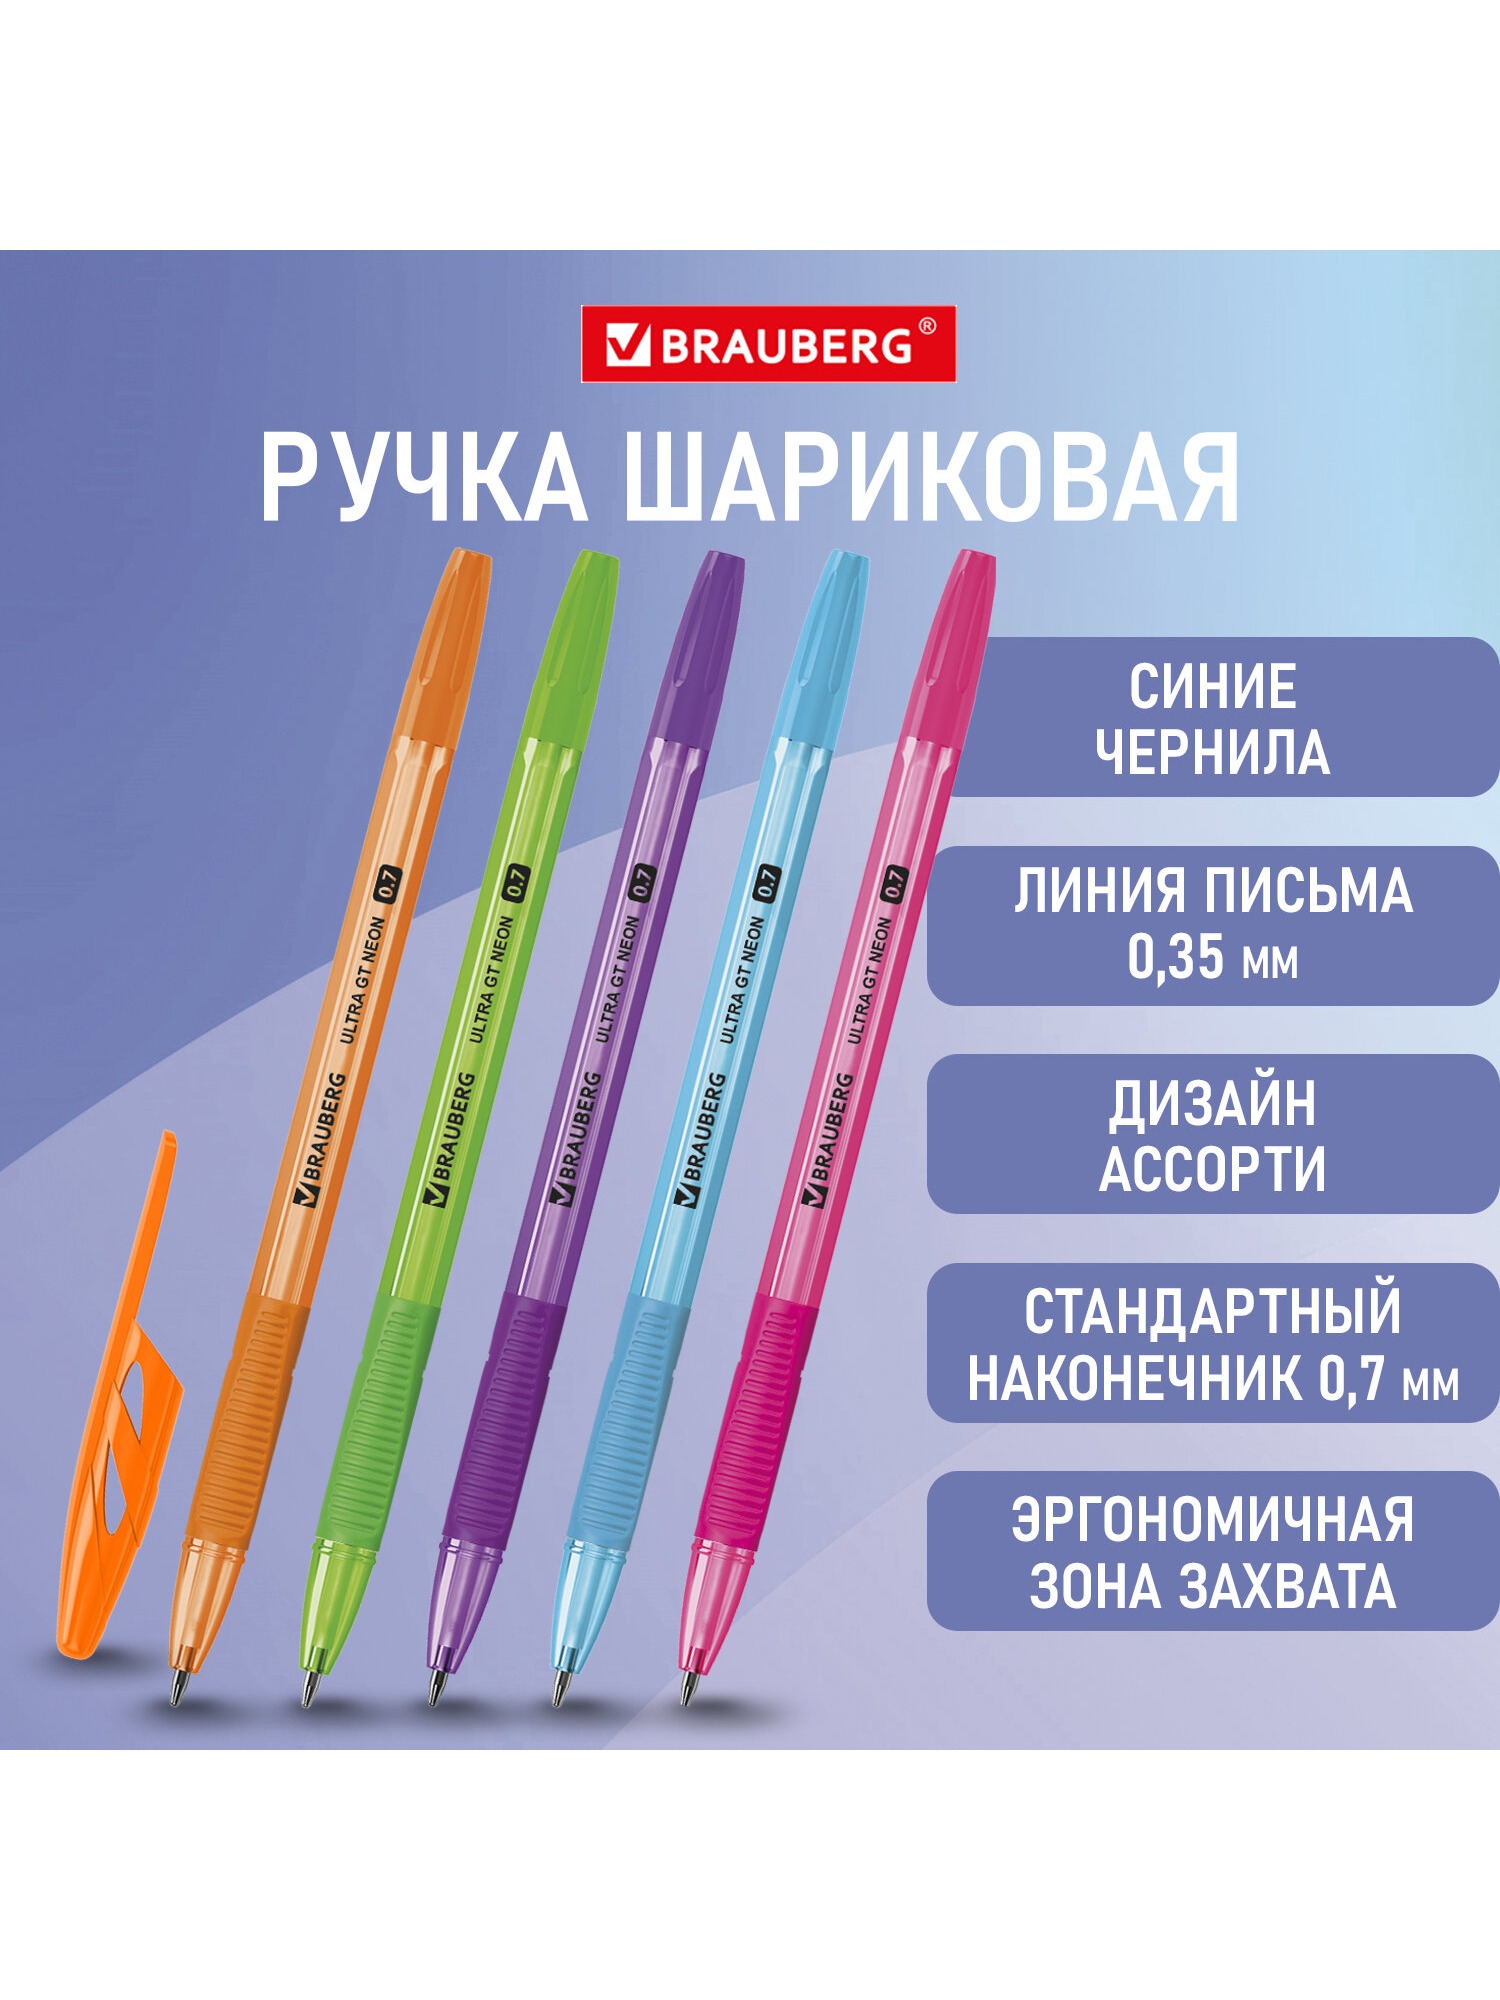 BRAUBERG®
РУЧКА ШАРИКОВАЯ
СИНИЕ
ЧЕРНИЛА
ЛИНИЯ ПИСЬМА
0,35 мм
ДИЗАЙН
АССОРТИ
СТАНДАРТНЫЙ
НАКОНЕЧНИК 0,7 мм
ЭРГОНОМИЧНАЯ
ЗОНА ЗАХВАТА
BRAUBERG ULTRA GT NEON 0.7
BRAUBERG ULTRA GT NEON 0.7
BRAUBERG ULTRA GT NEON 0.7
BRAUBERG ULTRA GT NEON 0.7
BRAUBERG ULTRA GT NEON 0.7